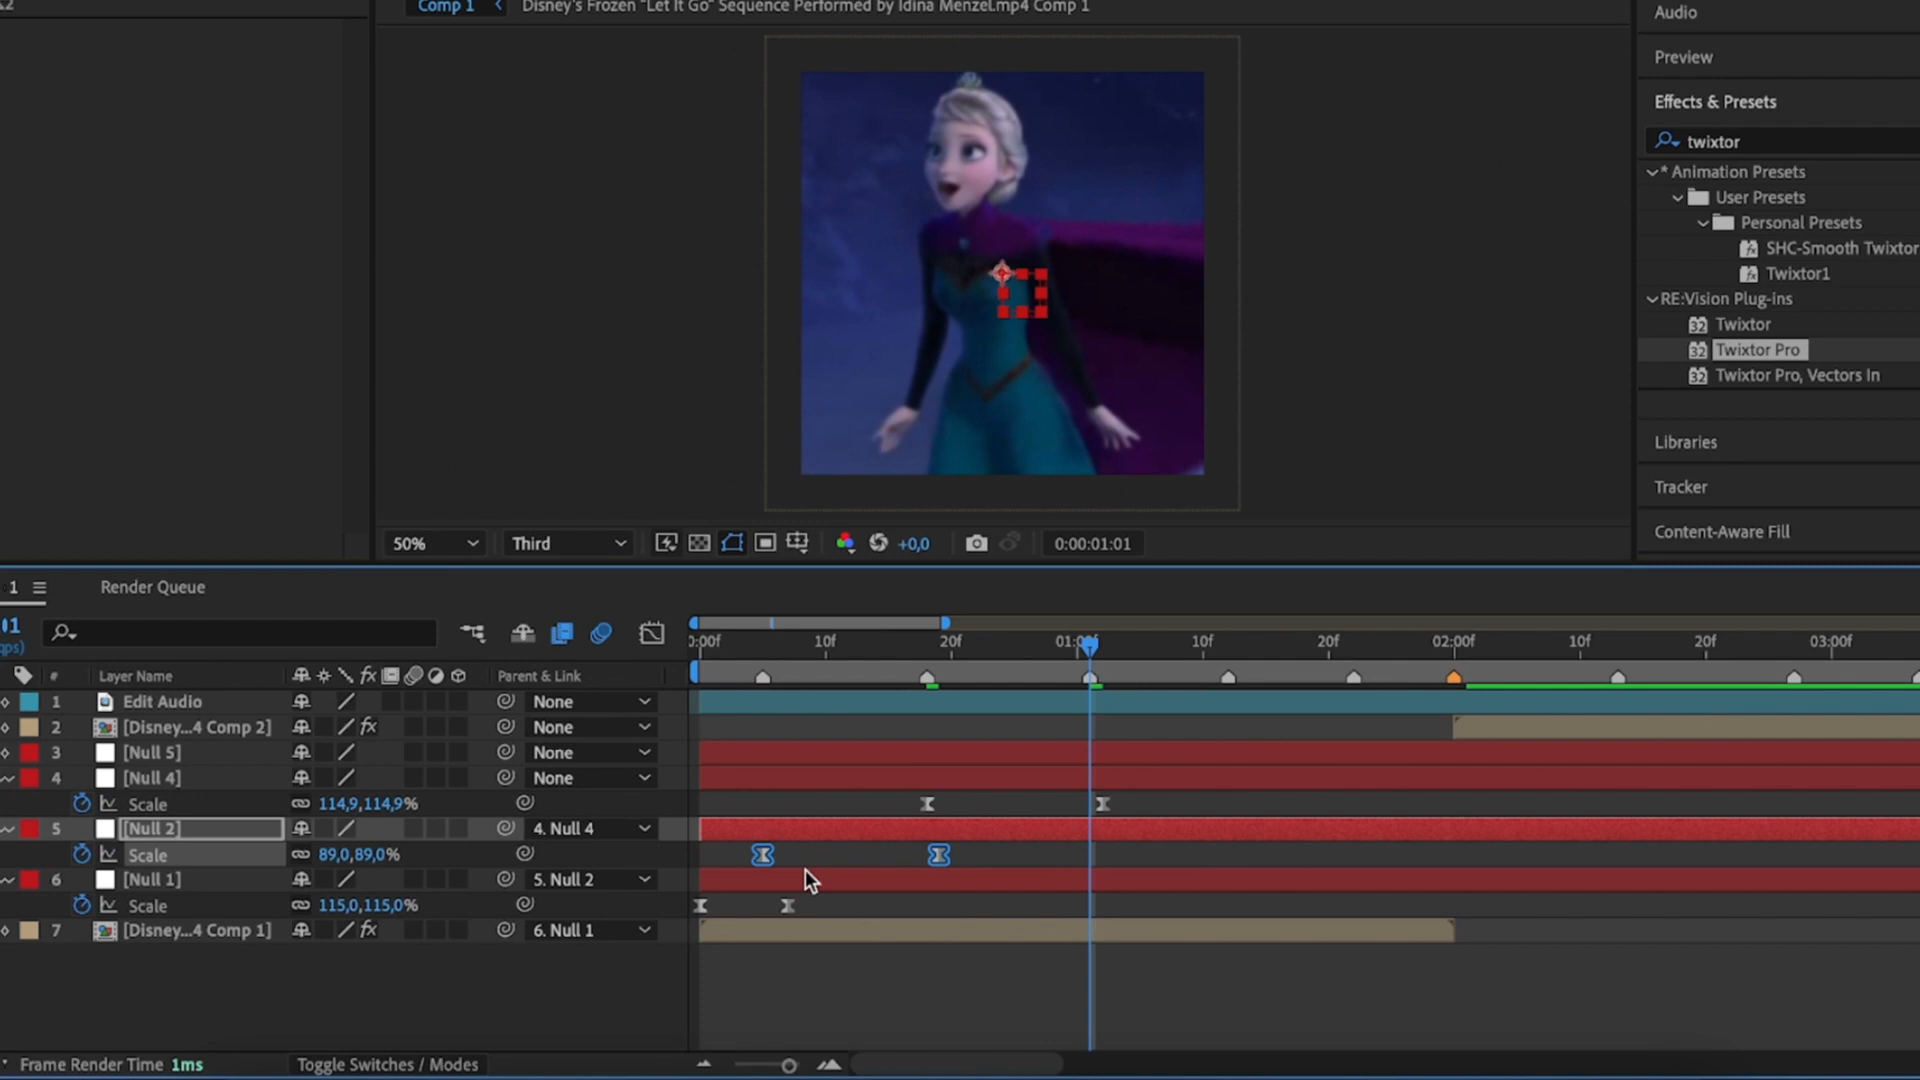 Comp 1
Disney's Frozen "Let It Go" Sequence Performed by Idina Menzel.mp4 Comp 1
Audio
Preview
Effects & Presets
twixtor
* Animation Presets
User Presets
Personal Presets
SHC-Smooth Twixtor
Twixtor1
RE:Vision Plug-ins
32 Twixtor
32 Twixtor Pro
32 Twixtor Pro, Vectors In
Libraries
Tracker
Content-Aware Fill
50%
Third
+0,0
0:00:01:01
1
Render Queue
# Layer Name fx Parent & Link
0:00f 10f 20f 01:00f 10f 20f 02:00f 10f 20f 03:00f
1 Edit Audio None
2 [Disney...4 Comp 2] fx None
3 [Null 5] None
4 [Null 4] None
Scale 114,9,114,9%
5 [Null 2] 4. Null 4
Scale 89,0,89,0%
6 [Null 1] 5. Null 2
Scale 115,0,115,0%
7 [Disney...4 Comp 1] fx 6. Null 1
Frame Render Time 1ms
Toggle Switches / Modes